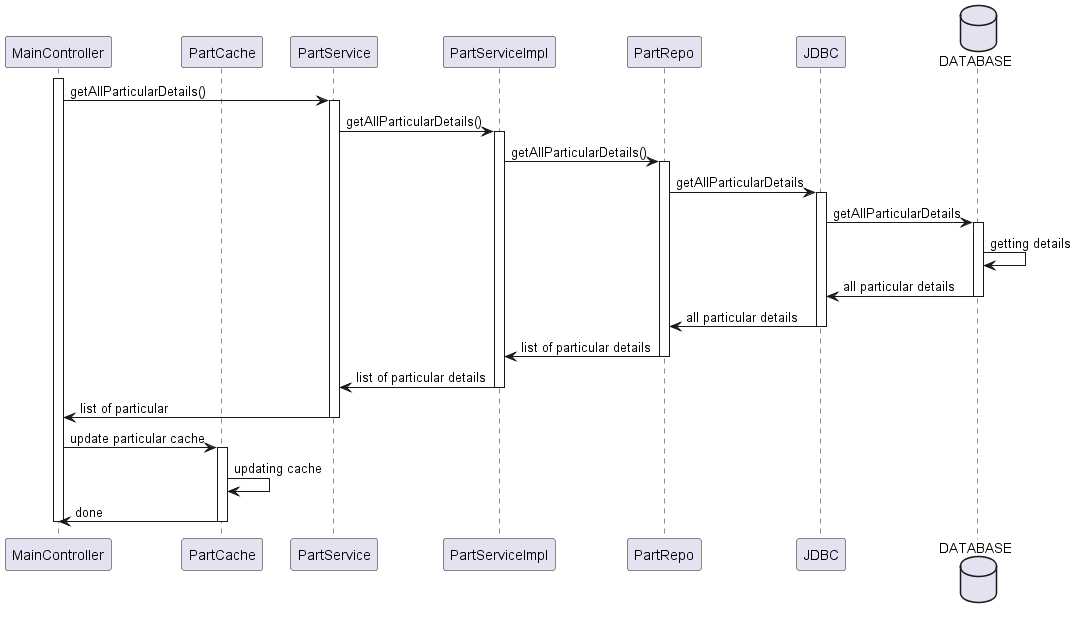 DATABASE
MainController
PartCache
PartService
PartServiceImpl
PartRepo
JDBC
getAllParticularDetails()
getAllParticularDetails()
getAllParticularDetails()
getAllParticularDetails
getAllParticularDetails
getting details
all particular details
all particular details
list of particular details
list of particular details
list of particular
update particular cache
updating cache
done
MainController
PartCache
PartService
PartServiceImpl
PartRepo
JDBC
DATABASE